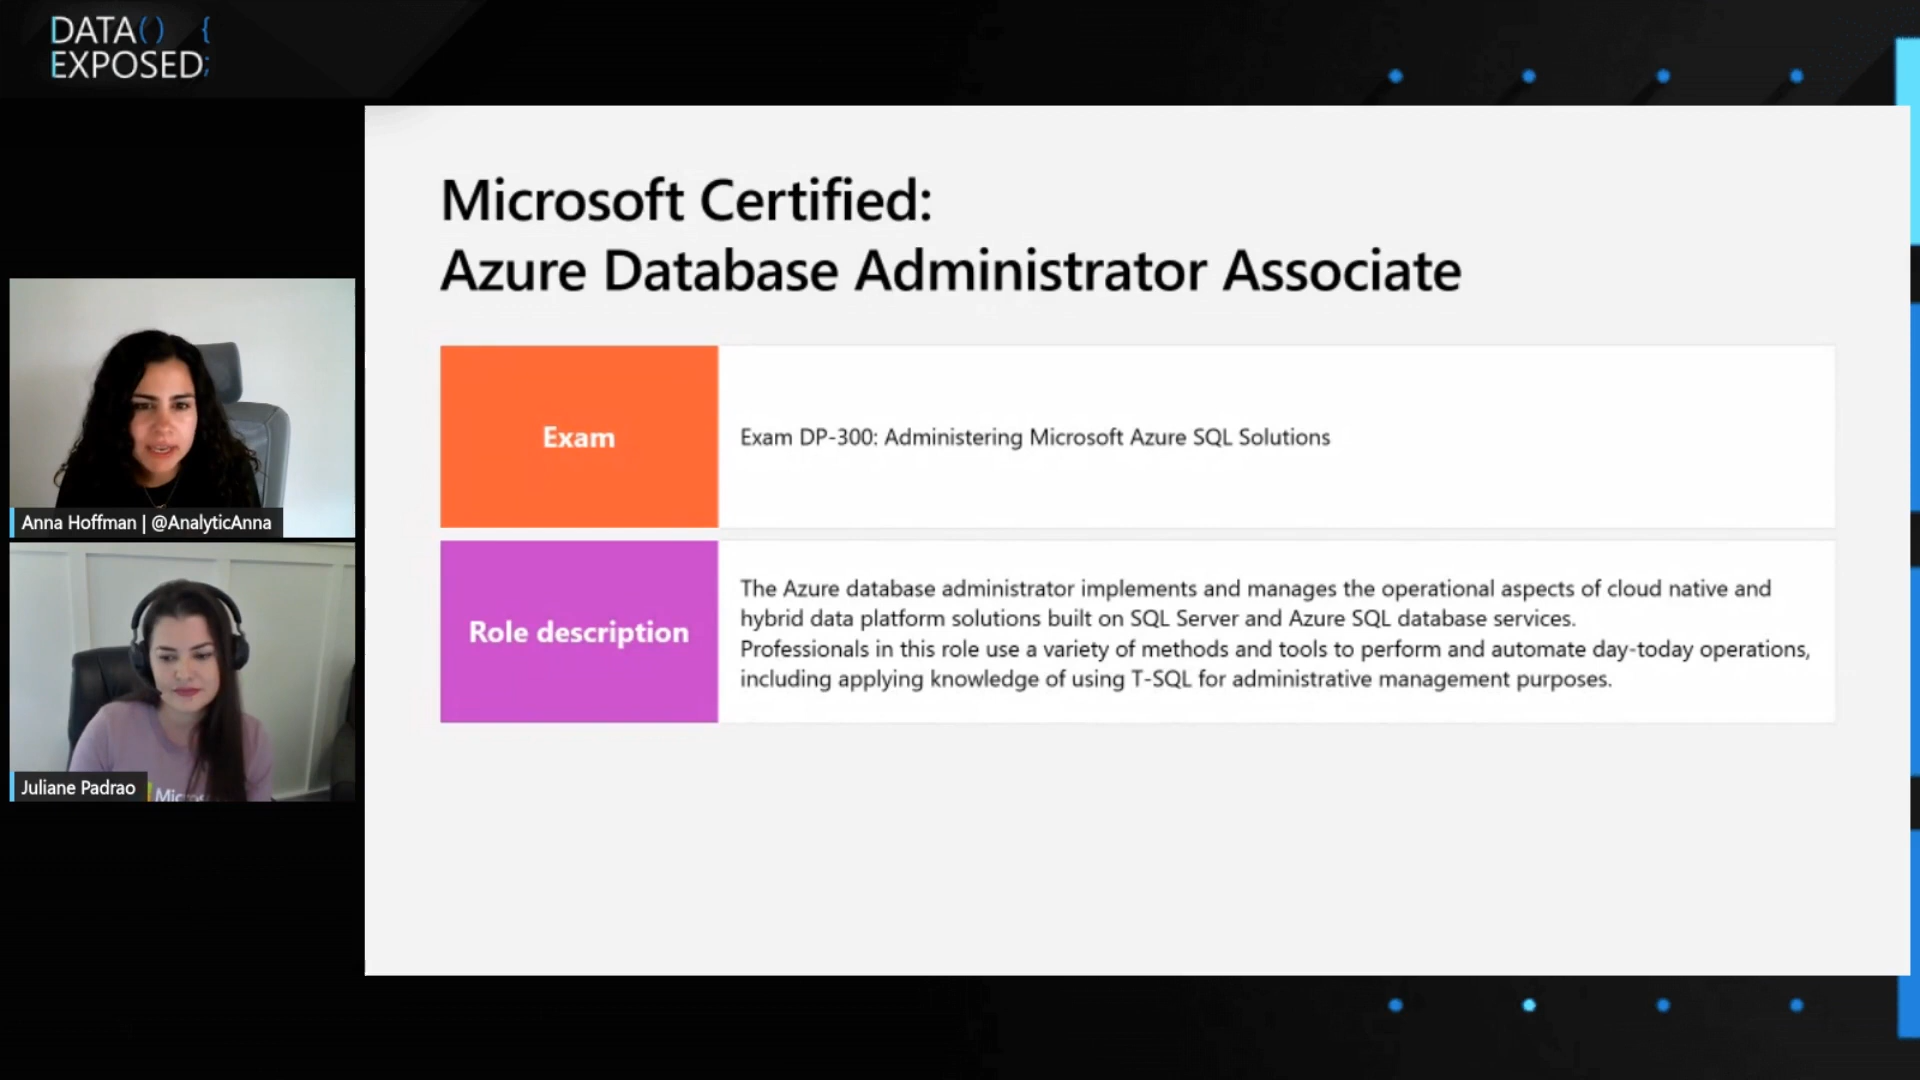 DATA() {
EXPOSED;
Microsoft Certified:
Azure Database Administrator Associate
Exam
Exam DP-300: Administering Microsoft Azure SQL Solutions
Role description
The Azure database administrator implements and manages the operational aspects of cloud native and
hybrid data platform solutions built on SQL Server and Azure SQL database services.
Professionals in this role use a variety of methods and tools to perform and automate day-today operations,
including applying knowledge of using T-SQL for administrative management purposes.
Anna Hoffman | @AnalyticAnna
Juliane Padrao